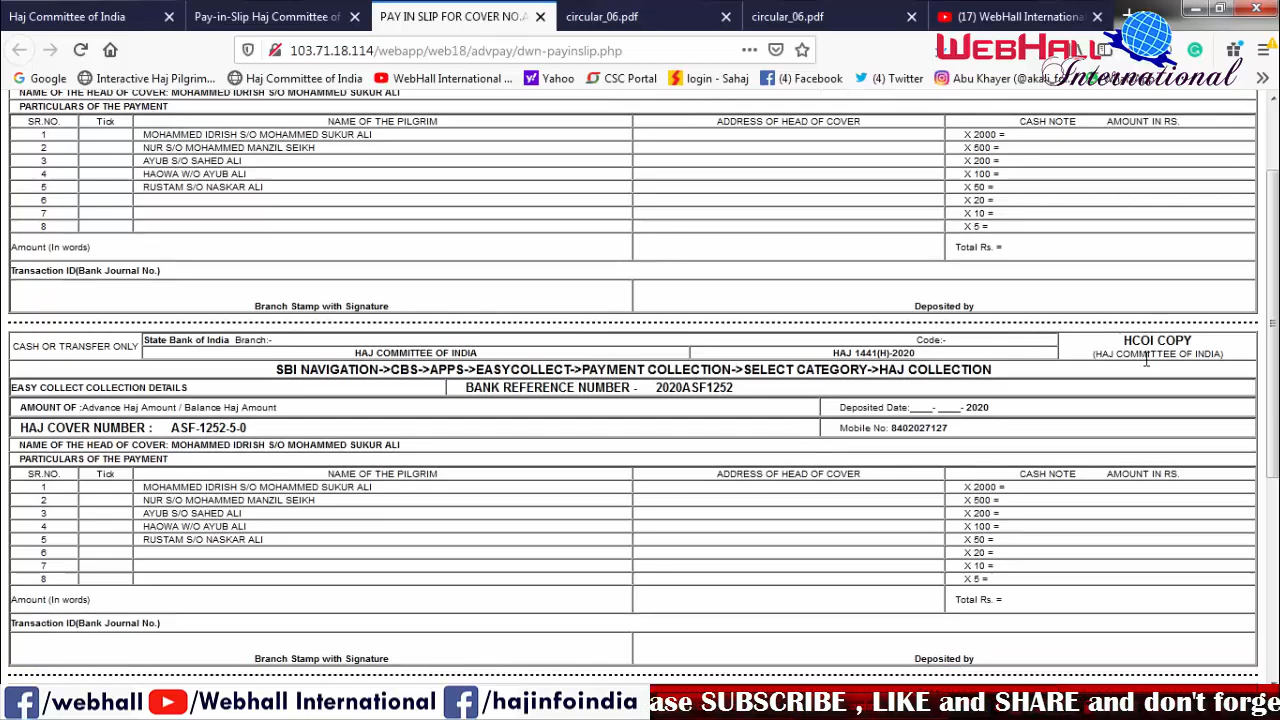 Haj Committee of India
Pay-in-Slip Haj Committee of
PAY IN SLIP FOR COVER NO.A
circular_06.pdf
circular_06.pdf
(17) WebHall Internationa
WEBHALL
International
103.71.18.114/webapp/web18/advpay/dwn-payinslip.php
Google
Interactive Haj Pilgrim...
Haj Committee of India
WebHall International ...
Yahoo
CSC Portal
login - Sahaj
(4) Facebook
(4) Twitter
NAME OF THE HEAD OF COVER: MOHAMMED IDRISH S/O MOHAMMED SUKUR ALI
PARTICULARS OF THE PAYMENT
SR.NO. Tick NAME OF THE PILGRIM ADDRESS OF HEAD OF COVER CASH NOTE AMOUNT IN RS.
1 MOHAMMED IDRISH S/O MOHAMMED SUKUR ALI X 2000 =
2 NUR S/O MOHAMMED MANZIL SEIKH X 500 =
3 AYUB S/O SAHED ALI X 200 =
4 HAOWA W/O AYUB ALI X 100 =
5 RUSTAM S/O NASKAR ALI X 50 =
6 X 20 =
7 X 10 =
8 X 5 =
Amount (In words) Total Rs. =
Transaction ID(Bank Journal No.)
Branch Stamp with Signature Deposited by
CASH OR TRANSFER ONLY
State Bank of India Branch:- Code:-
HCOI COPY
HAJ COMMITTEE OF INDIA HAJ 1441(H)-2020
(HAJ COMMITTEE OF INDIA)
SBI NAVIGATION->CBS->APPS->EASYCOLLECT->PAYMENT COLLECTION->SELECT CATEGORY->HAJ COLLECTION
EASY COLLECT COLLECTION DETAILS BANK REFERENCE NUMBER - 2020ASF1252
AMOUNT OF :Advance Haj Amount / Balance Haj Amount Deposited Date:____- ____- 2020
HAJ COVER NUMBER : ASF-1252-5-0 Mobile No: 8402027127
NAME OF THE HEAD OF COVER: MOHAMMED IDRISH S/O MOHAMMED SUKUR ALI
PARTICULARS OF THE PAYMENT
SR.NO. Tick NAME OF THE PILGRIM ADDRESS OF HEAD OF COVER CASH NOTE AMOUNT IN RS.
1 MOHAMMED IDRISH S/O MOHAMMED SUKUR ALI X 2000 =
2 NUR S/O MOHAMMED MANZIL SEIKH X 500 =
3 AYUB S/O SAHED ALI X 200 =
4 HAOWA W/O AYUB ALI X 100 =
5 RUSTAM S/O NASKAR ALI X 50 =
6 X 20 =
7 X 10 =
8 X 5 =
Amount (In words) Total Rs. =
Transaction ID(Bank Journal No.)
Branch Stamp with Signature Deposited by
/webhall /Webhall International /hajinfoindia
ase SUBSCRIBE , LIKE and SHARE and don't forge